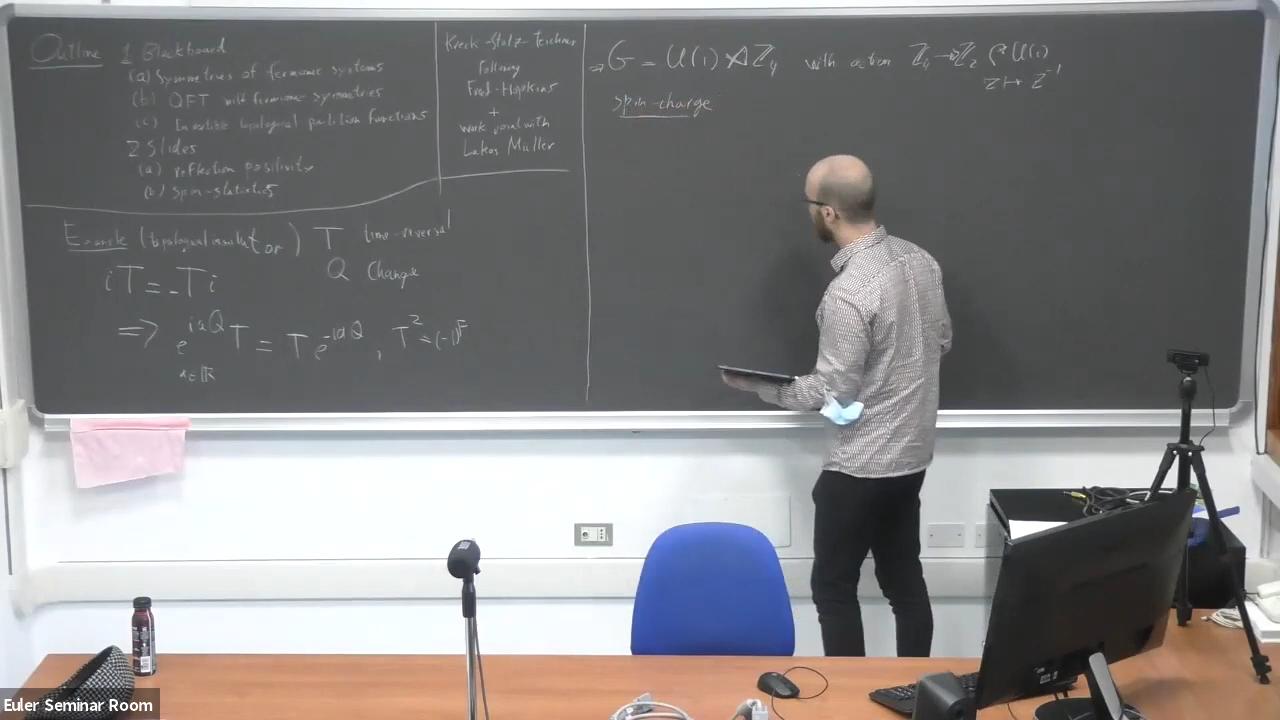 Outline 1 Blackboard
(a) Symmetries of fermionic systems
(b) QFT with fermionic symmetries
(c) Invertible topological partition functions
2 Slides
(a) reflection positivity
(b) spin-statistics
Kreck-Stolz-Teichner
following
Fred-Hopkins
+
work joint with
Lukas Müller
Example (topological insulator) T time-reversal
Q Charge
iT = -Ti
=> e^{iαQ} T = T e^{-iαQ}, T² = (-1)^F
α∈ℝ
→ G = U(1) ⋊ ℤ₄ with action ℤ₄ → ℤ₂ ↷ U(1)
z ↦ z⁻¹
Spin-charge
Euler Seminar Room